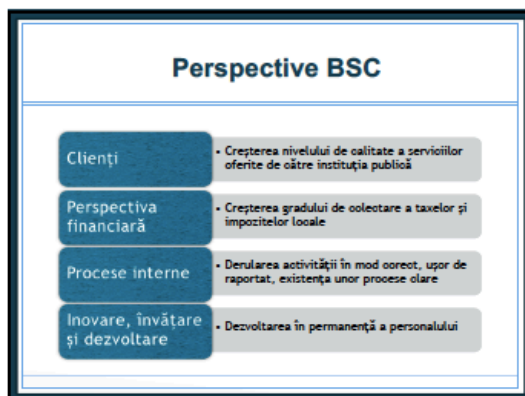 Perspective BSC
Clienți
• Creșterea nivelului de calitate a serviciilor
oferite de către instituția publică
Perspectiva
financiară
• Creșterea gradului de colectare a taxelor și
impozitelor locale
Procese interne
• Derularea activității în mod corect, ușor de
raportat, existența unor procese clare
Inovare, învățare
și dezvoltare
• Dezvoltarea în permanență a personalului